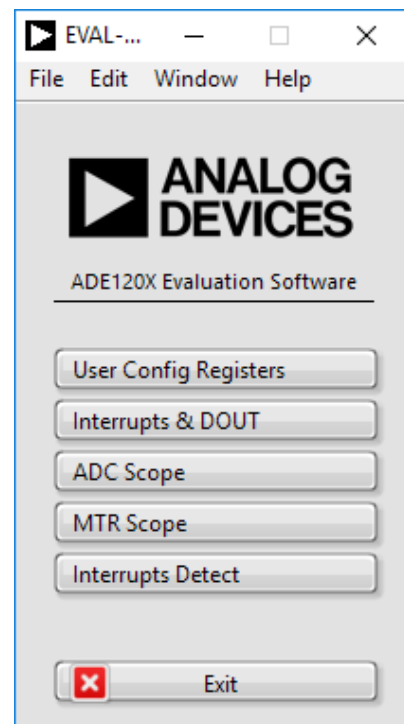 EVAL-...
File Edit Window Help
ANALOG
DEVICES
ADE120X Evaluation Software
User Config Registers
Interrupts & DOUT
ADC Scope
MTR Scope
Interrupts Detect
Exit